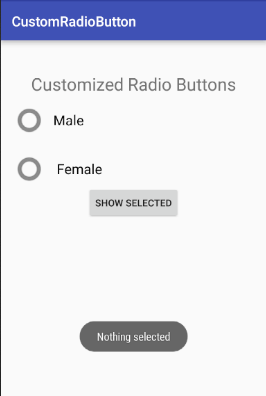 CustomRadioButton
Customized Radio Buttons
Male
Female
SHOW SELECTED
Nothing selected